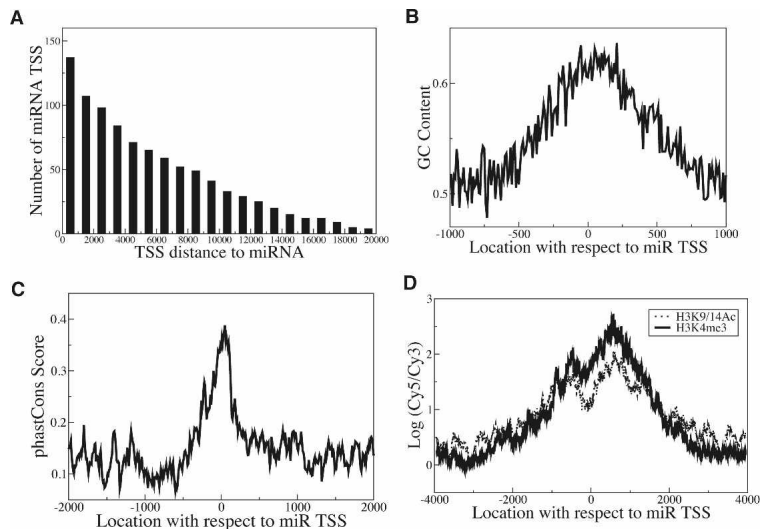 A
Number of miRNA TSS
150
100
50
0
0 2000 4000 6000 8000 10000 12000 14000 16000 18000 20000
TSS distance to miRNA
B
GC Content
0.6
0.5
-1000 -500 0 500 1000
Location with respect to miR TSS
C
phastCons Score
0.4
0.3
0.2
0.1
-2000 -1000 0 1000 2000
Location with respect to miR TSS
D
Log (Cy5/Cy3)
3
2
1
0
H3K9/14Ac
H3K4me3
-4000 -2000 0 2000 4000
Location with respect to miR TSS